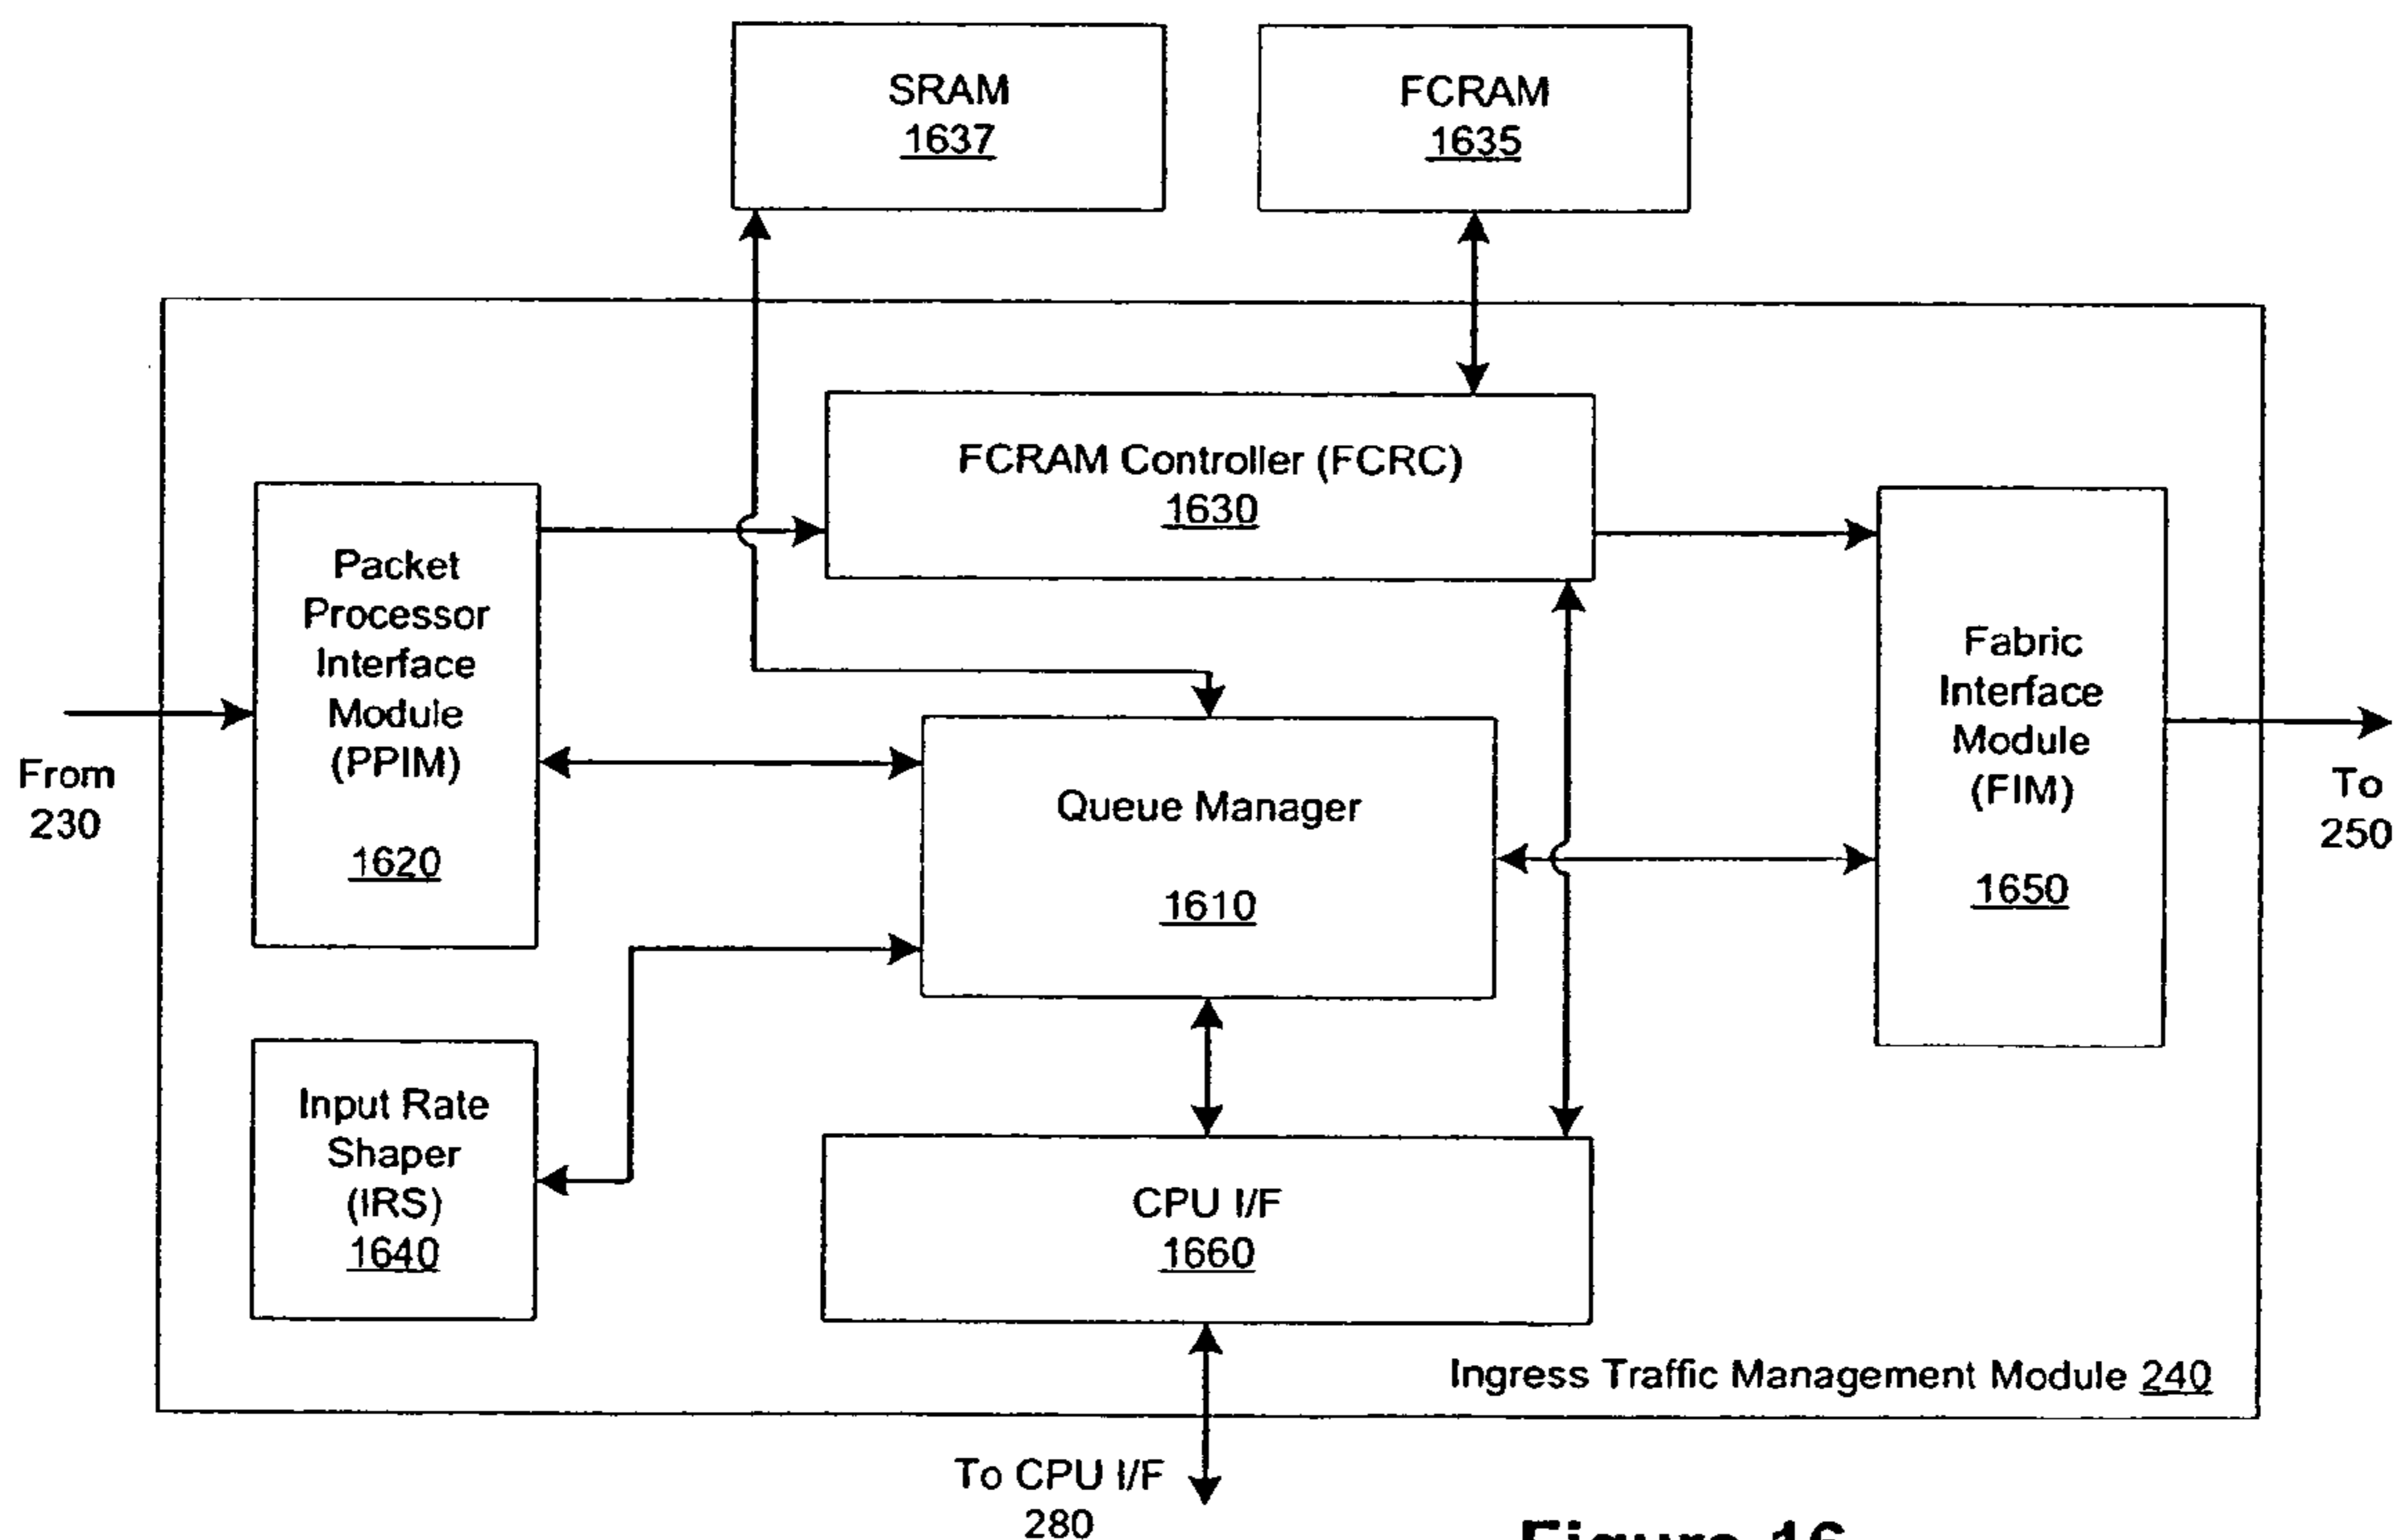 SRAM
1637
FCRAM
1635
FCRAM Controller (FCRC)
1630
Packet
Processor
Interface
Module
(PPIM)
1620
Fabric
Interface
Module
(FIM)
1650
From
230
To
250
Queue Manager
1610
Input Rate
Shaper
(IRS)
1640
CPU I/F
1660
Ingress Traffic Management Module 240
To CPU I/F
280
Figure 16